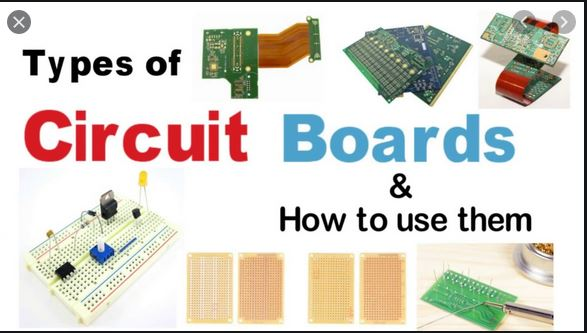 Types of
Circuit Boards
&
How to use them